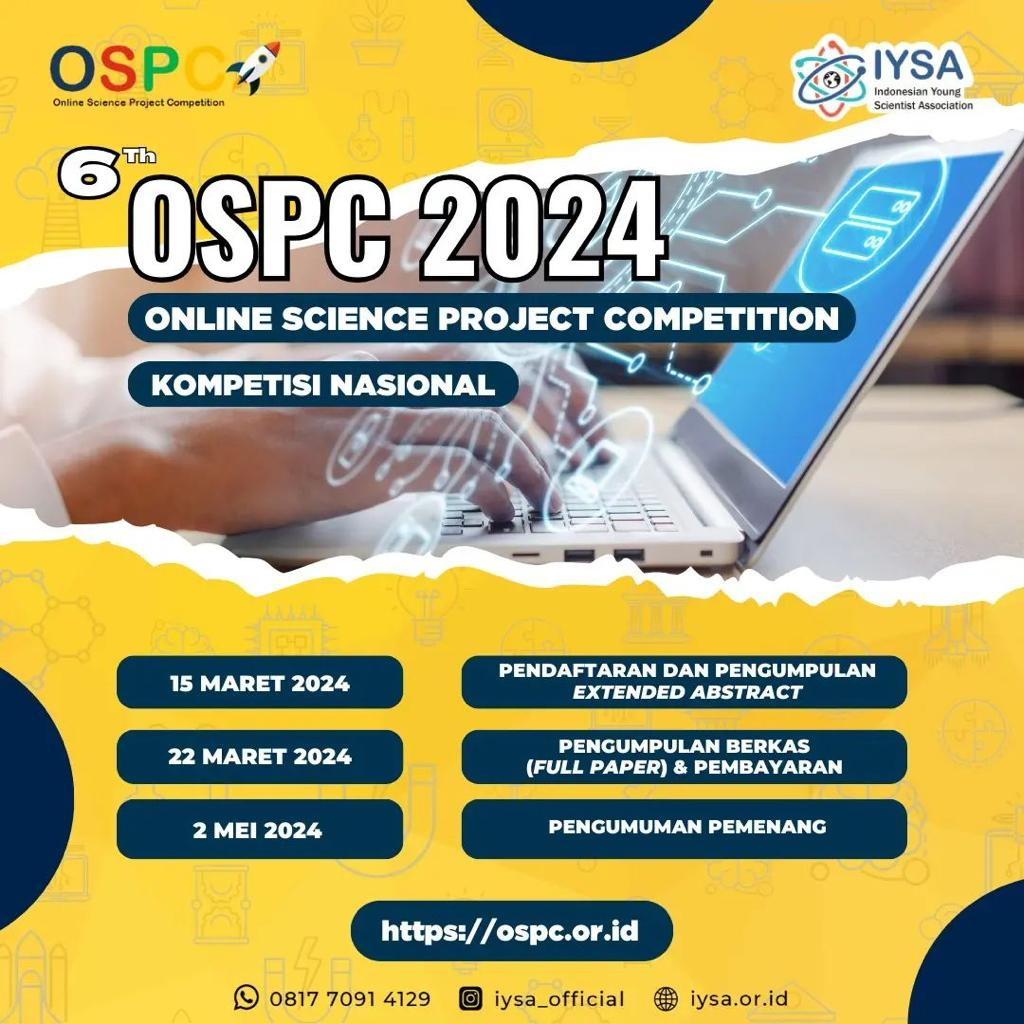 OSPC
Online Science Project Competition
IYSA
Indonesian Young
Scientist Association
6Th
OSPC 2024
ONLINE SCIENCE PROJECT COMPETITION
KOMPETISI NASIONAL
15 MARET 2024
PENDAFTARAN DAN PENGUMPULAN
EXTENDED ABSTRACT
22 MARET 2024
PENGUMPULAN BERKAS
(FULL PAPER) & PEMBAYARAN
2 MEI 2024
PENGUMUMAN PEMENANG
https://ospc.or.id
0817 7091 4129
iysa_official
iysa.or.id